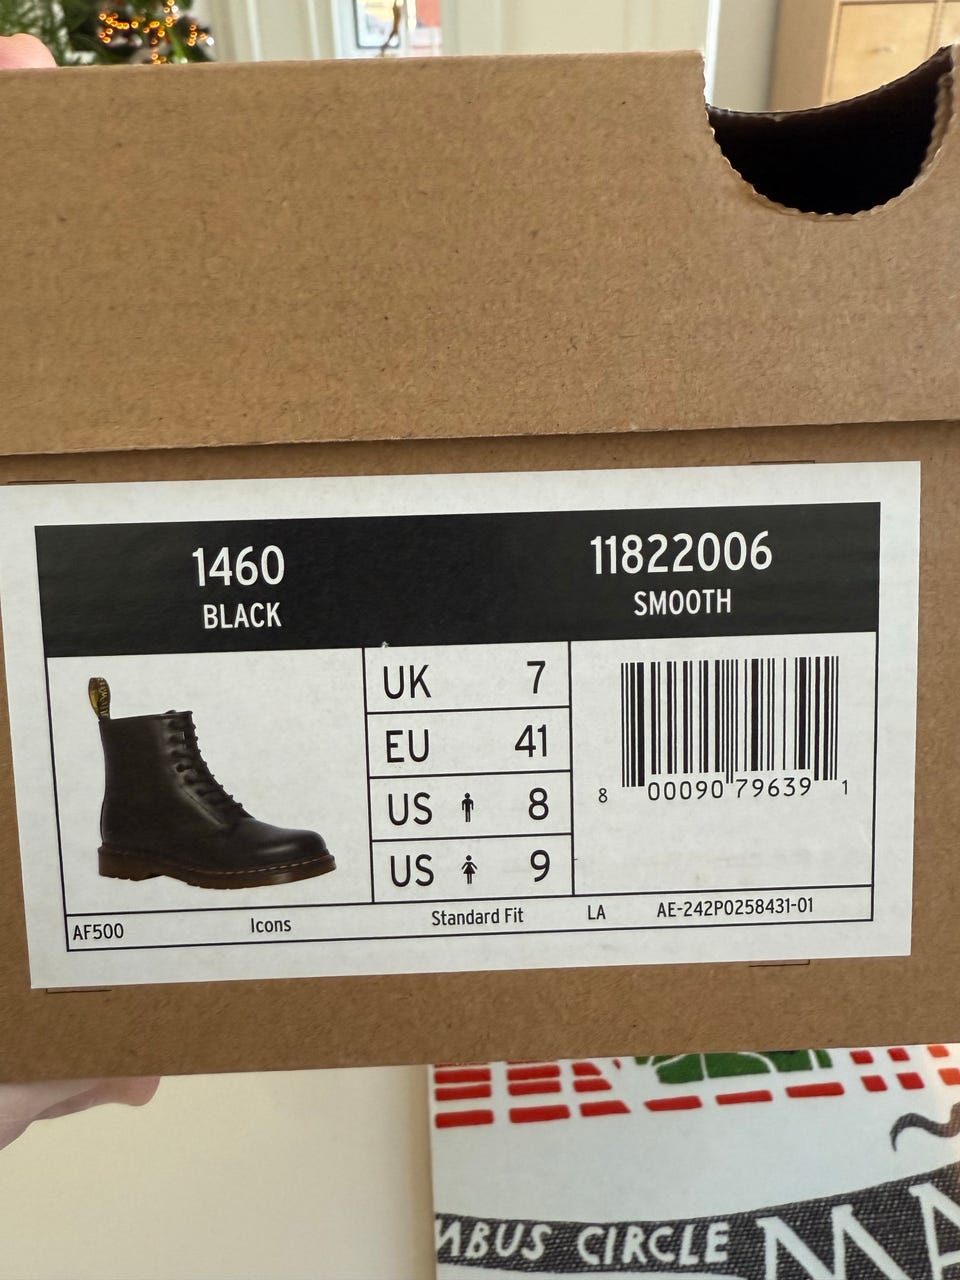 1460
BLACK
11822006
SMOOTH
UK 7
EU 41
US 8
US 9
8 00090 79639 1
AF500 Icons Standard Fit LA AE-242P0258431-01
MBUS CIRCLE
MA